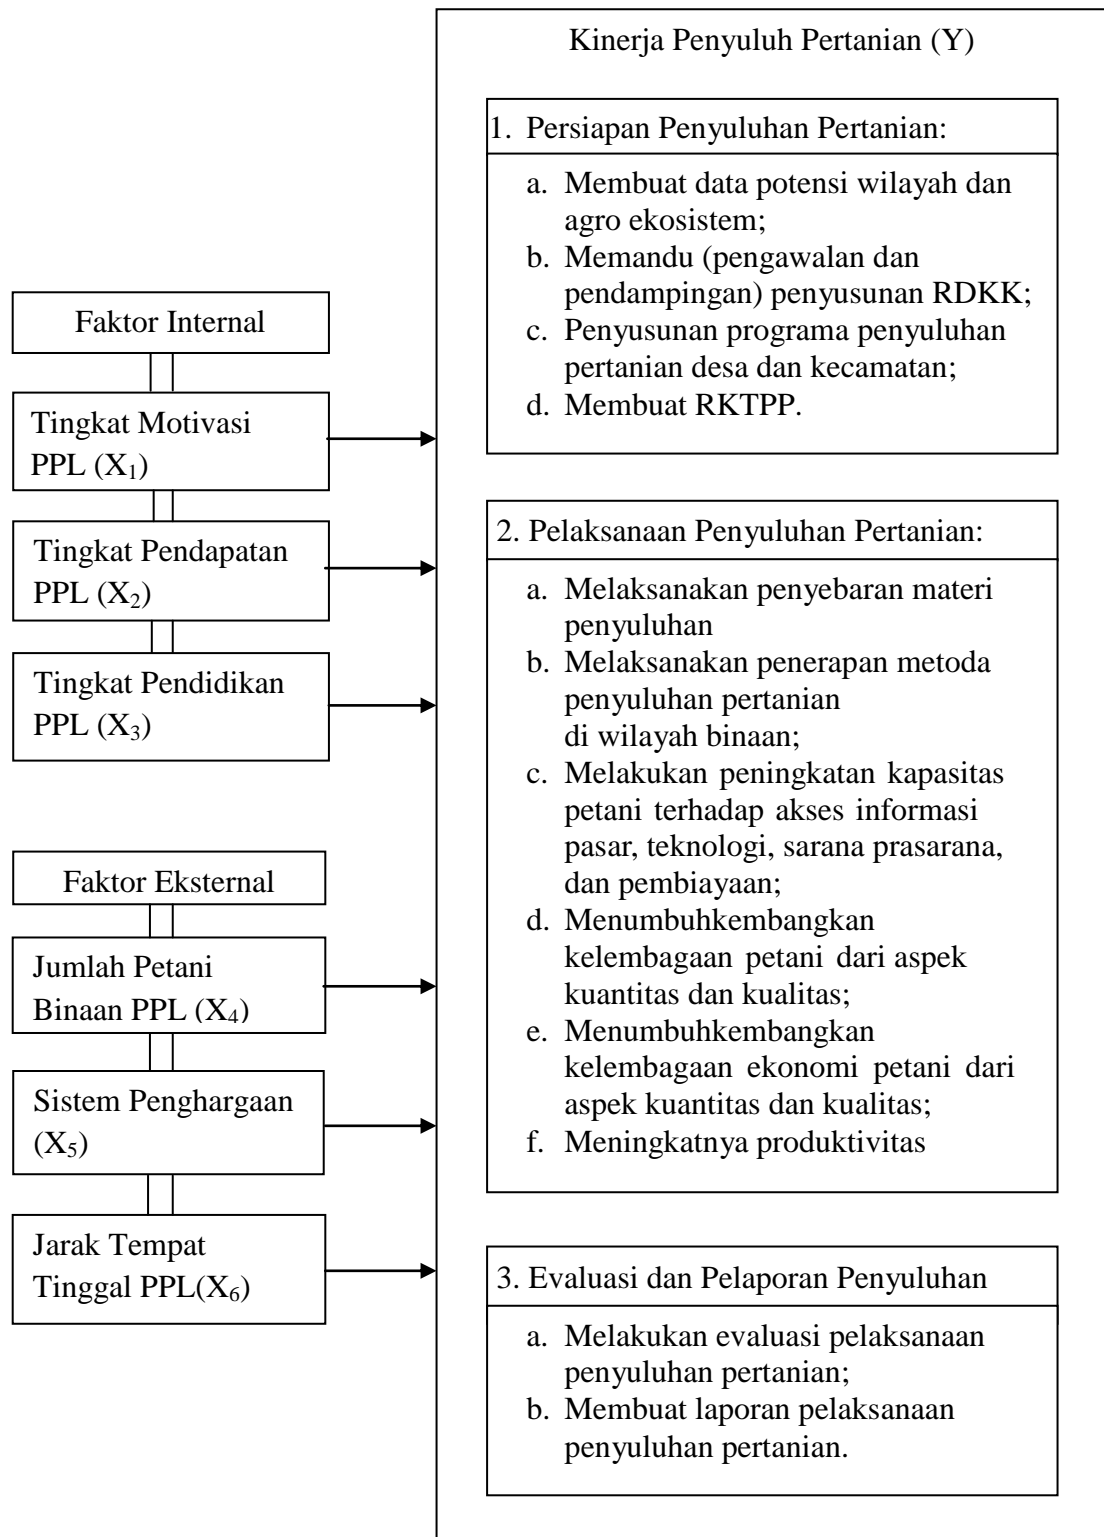 Kinerja Penyuluh Pertanian (Y)
1. Persiapan Penyuluhan Pertanian:
a. Membuat data potensi wilayah dan
agro ekosistem;
b. Memandu (pengawalan dan
pendampingan) penyusunan RDKK;
c. Penyusunan programa penyuluhan
pertanian desa dan kecamatan;
d. Membuat RKTPP.
Faktor Internal
Tingkat Motivasi
PPL (X₁)
Tingkat Pendapatan
PPL (X₂)
Tingkat Pendidikan
PPL (X₃)
2. Pelaksanaan Penyuluhan Pertanian:
a. Melaksanakan penyebaran materi
penyuluhan
b. Melaksanakan penerapan metoda
penyuluhan pertanian
di wilayah binaan;
c. Melakukan peningkatan kapasitas
petani terhadap akses informasi
pasar, teknologi, sarana prasarana,
dan pembiayaan;
d. Menumbuhkembangkan
kelembagaan petani dari aspek
kuantitas dan kualitas;
e. Menumbuhkembangkan
kelembagaan ekonomi petani dari
aspek kuantitas dan kualitas;
f. Meningkatnya produktivitas
Faktor Eksternal
Jumlah Petani
Binaan PPL (X₄)
Sistem Penghargaan
(X₅)
Jarak Tempat
Tinggal PPL(X₆)
3. Evaluasi dan Pelaporan Penyuluhan
a. Melakukan evaluasi pelaksanaan
penyuluhan pertanian;
b. Membuat laporan pelaksanaan
penyuluhan pertanian.